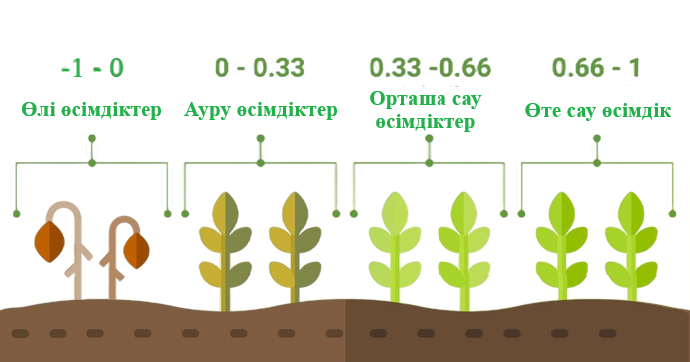 -1 - 0
0 - 0.33
0.33 -0.66
0.66 - 1
Өлі өсімдіктер
Ауру өсімдіктер
Орташа сау
өсімдіктер
Өте сау өсімдік